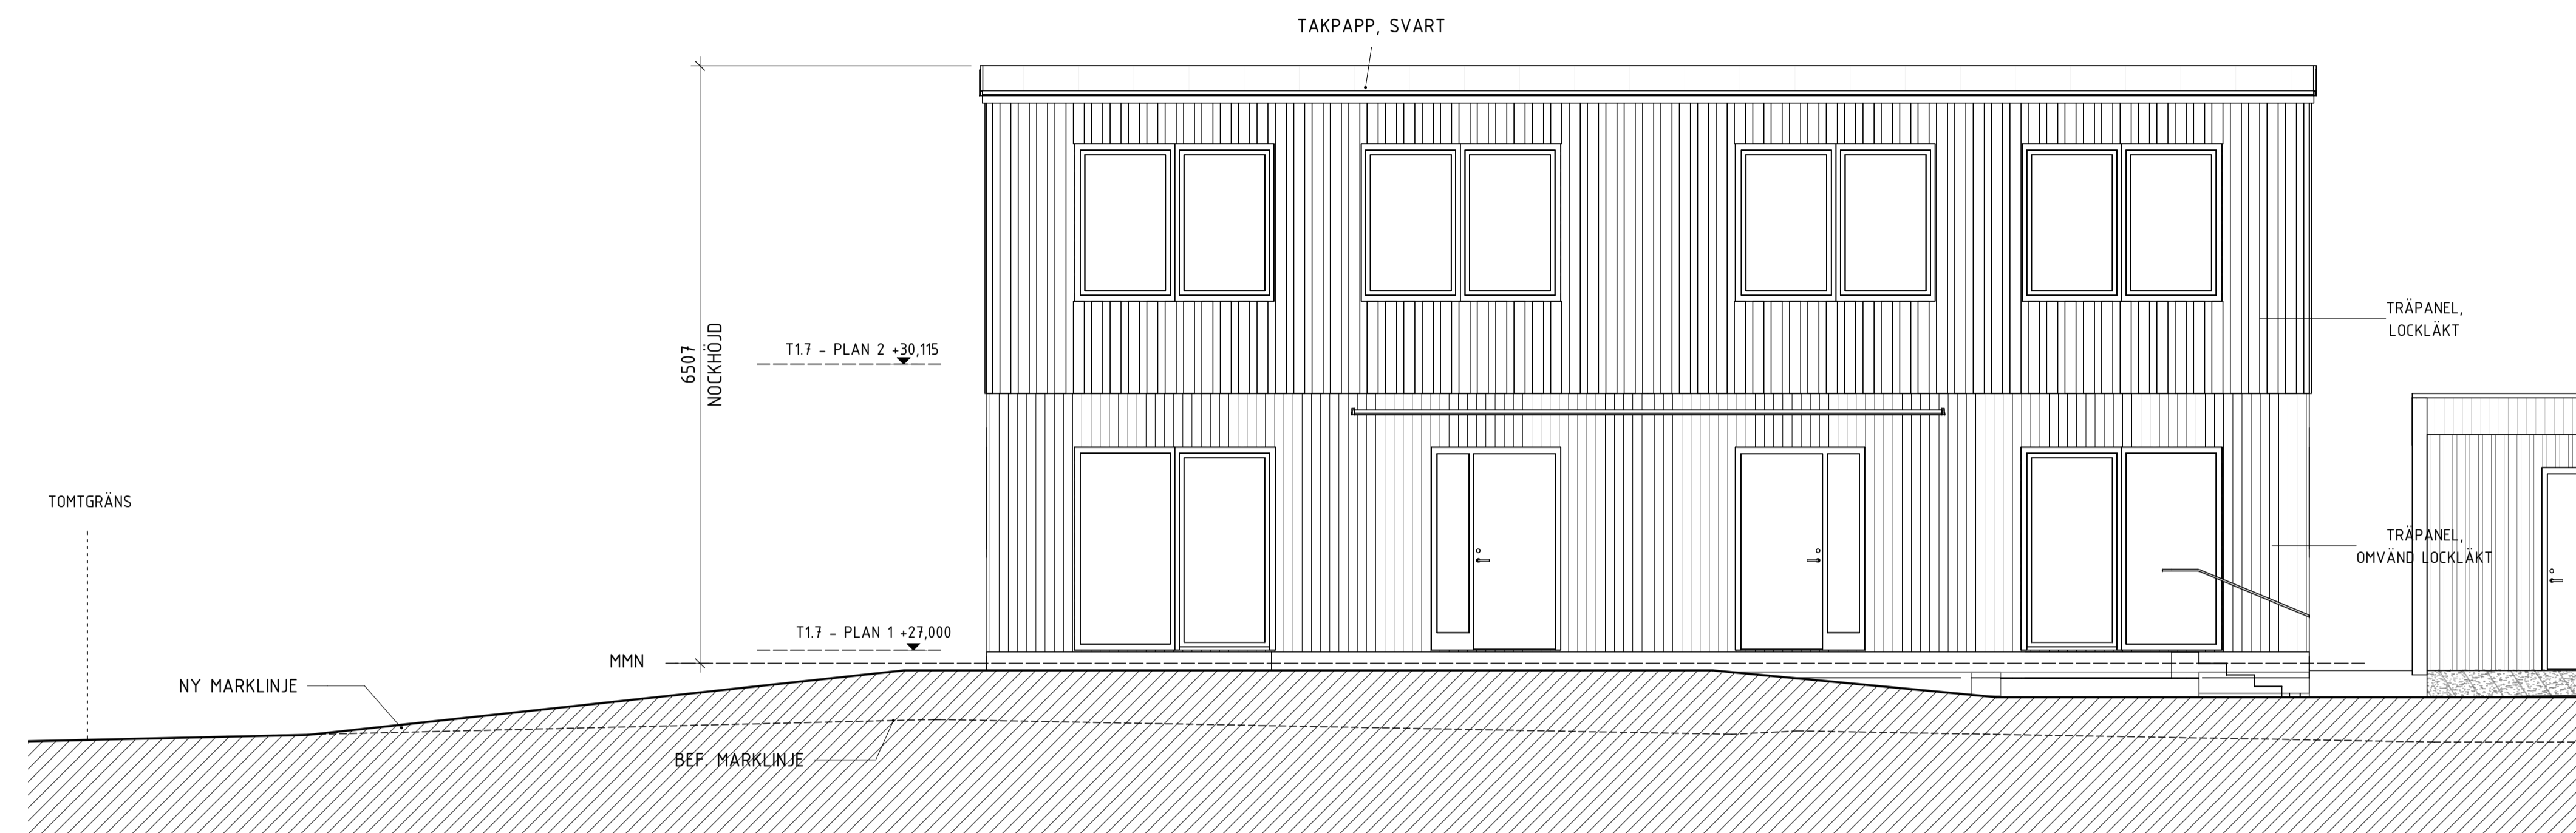 TAKPAPP, SVART
TRÄPANEL,
LOCKLÄKT
6507
NOCKHÖJD
T1.7 - PLAN 2 +30,115
TOMTGRÄNS
TRÄPANEL,
OMVÄND LOCKLÄKT
T1.7 - PLAN 1 +27,000
MMN
NY MARKLINJE
BEF. MARKLINJE